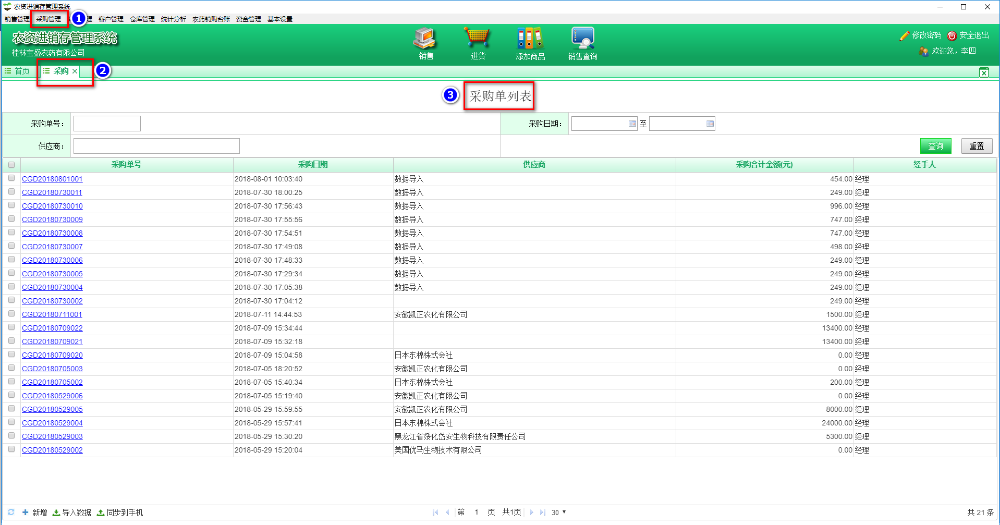 农资进销存管理系统
销售管理 采购管理 1 理 客户管理 仓库管理 统计分析 农药销购台账 资金管理 基本设置
农资进销存管理系统
桂林宝盛农药有限公司
销售 进货 添加商品 销售查询
修改密码 安全退出
欢迎您，李四
首页 采购 2
3 采购单列表
采购单号： 采购日期： 至
供应商： 查询 重置
采购单号 采购日期 供应商 采购合计金额(元) 经手人
CGD20180801001 2018-08-01 10:03:40 数据导入 454.00 经理
CGD20180730011 2018-07-30 18:00:25 数据导入 249.00 经理
CGD20180730010 2018-07-30 17:56:43 数据导入 996.00 经理
CGD20180730009 2018-07-30 17:55:56 数据导入 747.00 经理
CGD20180730008 2018-07-30 17:54:51 数据导入 747.00 经理
CGD20180730007 2018-07-30 17:49:08 数据导入 498.00 经理
CGD20180730006 2018-07-30 17:48:33 数据导入 249.00 经理
CGD20180730005 2018-07-30 17:29:34 数据导入 249.00 经理
CGD20180730004 2018-07-30 17:05:38 数据导入 249.00 经理
CGD20180730002 2018-07-30 17:04:12 249.00 经理
CGD20180711001 2018-07-11 14:44:53 安徽凯正农化有限公司 1500.00 经理
CGD20180709022 2018-07-09 15:34:44 13400.00 经理
CGD20180709021 2018-07-09 15:32:18 13400.00 经理
CGD20180709020 2018-07-09 15:04:58 日本东棉株式会社 0.00 经理
CGD20180705003 2018-07-05 18:20:52 安徽凯正农化有限公司 0.00 经理
CGD20180705002 2018-07-05 15:40:34 日本东棉株式会社 200.00 经理
CGD20180529006 2018-07-05 15:19:40 安徽凯正农化有限公司 0.00 经理
CGD20180529005 2018-05-29 15:59:55 安徽凯正农化有限公司 8000.00 经理
CGD20180529004 2018-05-29 15:57:41 日本东棉株式会社 24000.00 经理
CGD20180529003 2018-05-29 15:30:20 黑龙江省绥化岱安生物科技有限责任公司 5300.00 经理
CGD20180529002 2018-05-29 15:20:04 美国优马生物技术有限公司 0.00 经理
新增 导入数据 同步到手机 第 1 页 共1页 30 共 21 条